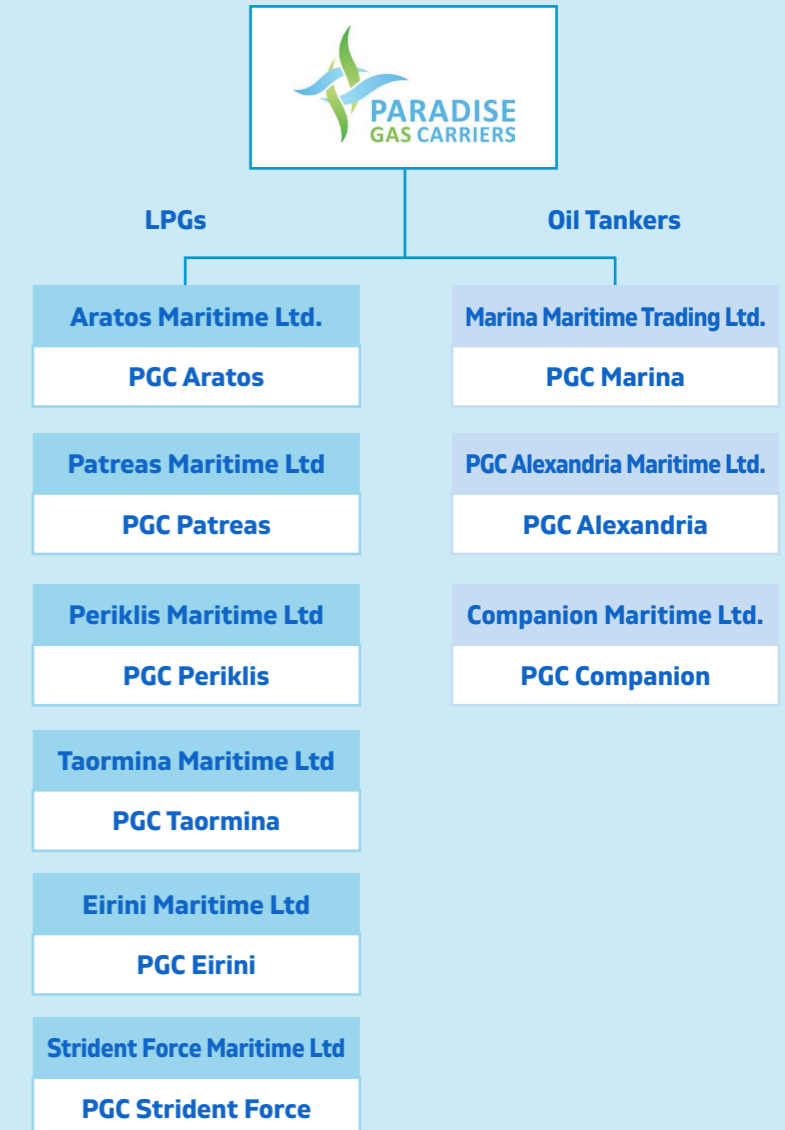 PARADISE
GAS CARRIERS
LPGs
Oil Tankers
Aratos Maritime Ltd.
PGC Aratos
Patreas Maritime Ltd
PGC Patreas
Periklis Maritime Ltd
PGC Periklis
Taormina Maritime Ltd
PGC Taormina
Eirini Maritime Ltd
PGC Eirini
Strident Force Maritime Ltd
PGC Strident Force
Marina Maritime Trading Ltd.
PGC Marina
PGC Alexandria Maritime Ltd.
PGC Alexandria
Companion Maritime Ltd.
PGC Companion